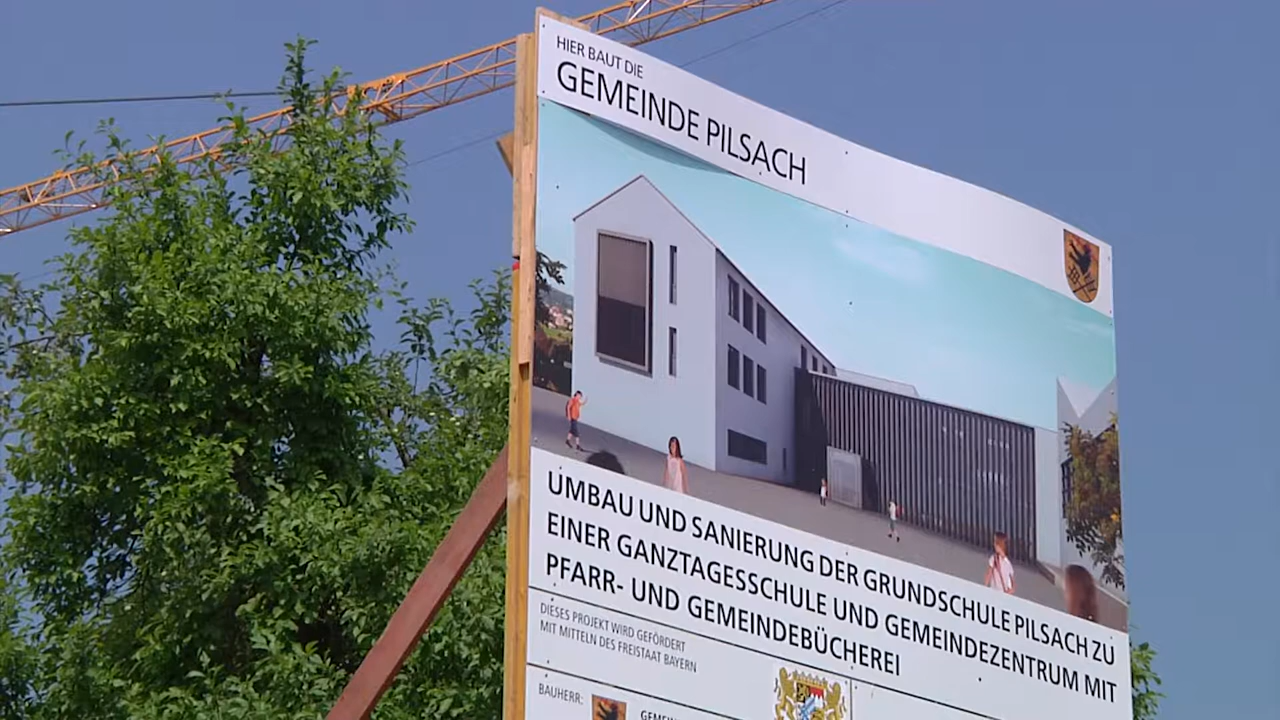 HIER BAUT DIE
GEMEINDE PILSACH
UMBAU UND SANIERUNG DER GRUNDSCHULE PILSACH ZU
EINER GANZTAGESSCHULE UND GEMEINDEZENTRUM MIT
PFARR- UND GEMEINDEBÜCHEREI
DIESES PROJEKT WIRD GEFÖRDERT
MIT MITTELN DES FREISTAAT BAYERN
BAUHERR: